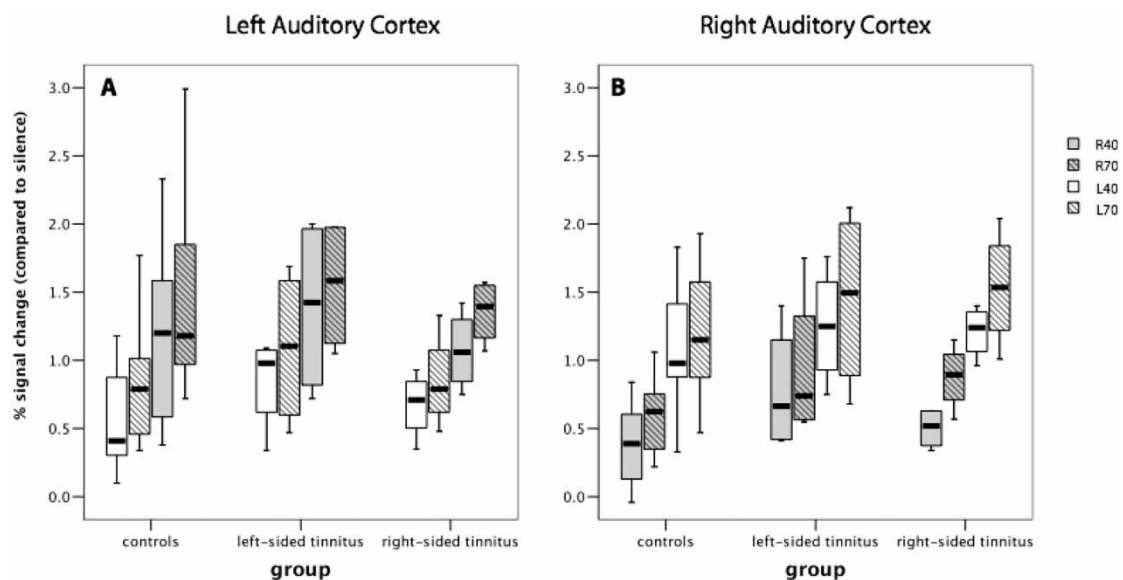 Left Auditory Cortex
Right Auditory Cortex
A
B
% signal change (compared to silence)
3.0
2.5
2.0
1.5
1.0
0.5
0.0
3.0
2.5
2.0
1.5
1.0
0.5
0.0
R40
R70
L40
L70
controls
left-sided tinnitus
right-sided tinnitus
controls
left-sided tinnitus
right-sided tinnitus
group
group